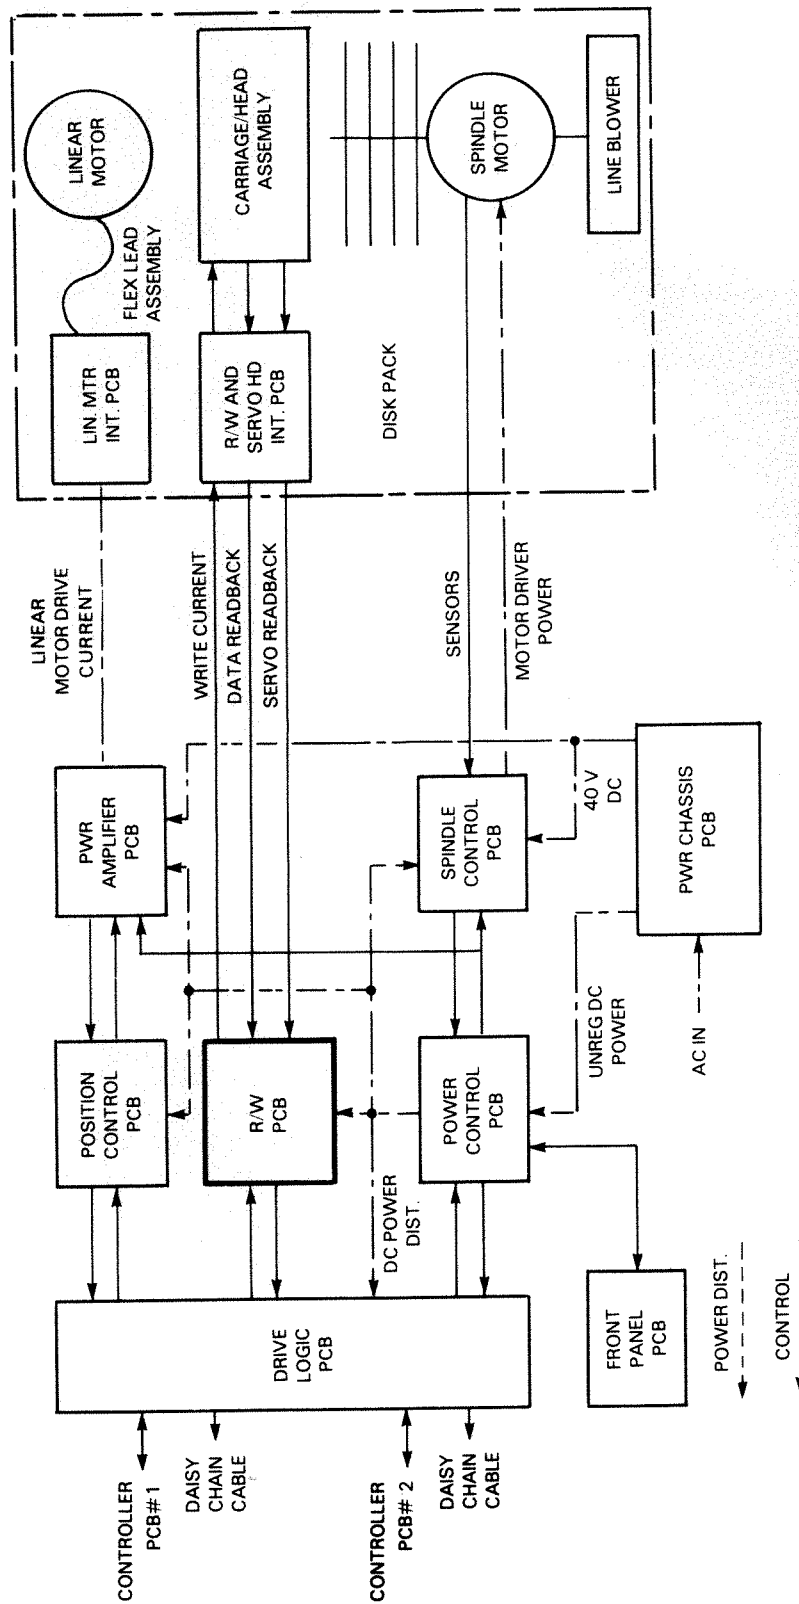 CONTROLLER
PCB# 1
DAISY
CHAIN
CABLE
CONTROLLER
PCB# 2
DAISY
CHAIN
CABLE
DRIVE
LOGIC
PCB
POSITION
CONTROL
PCB
R/W
PCB
DC POWER
DIST.
POWER
CONTROL
PCB
FRONT
PANEL
PCB
PWR
AMPLIFIER
PCB
SPINDLE
CONTROL
PCB
UNREG DC
POWER
AC IN
PWR CHASSIS
PCB
40 V
DC
LINEAR
MOTOR DRIVE
CURRENT
WRITE CURRENT
DATA READBACK
SERVO READBACK
SENSORS
MOTOR DRIVER
POWER
LIN. MTR
INT. PCB
FLEX LEAD
ASSEMBLY
LINEAR
MOTOR
R/W AND
SERVO HD
INT. PCB
CARRIAGE/HEAD
ASSEMBLY
DISK PACK
SPINDLE
MOTOR
LINE BLOWER
POWER DIST.
CONTROL